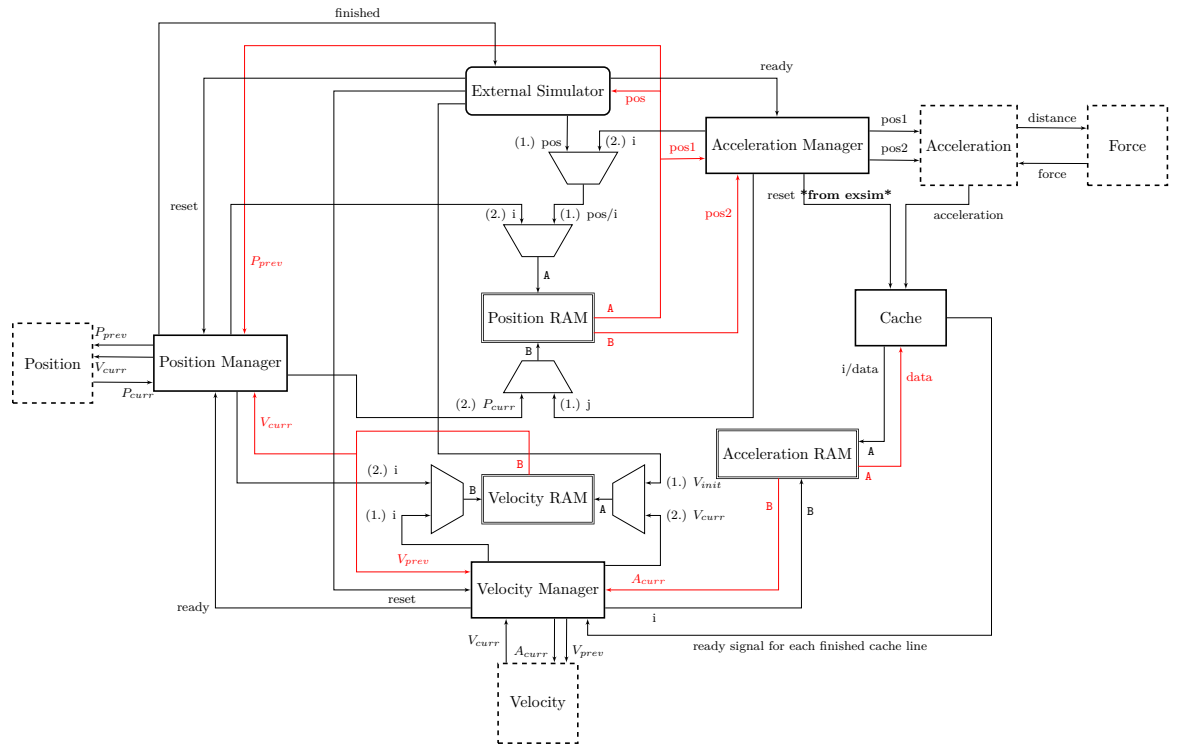 finished
External Simulator
ready
pos
(1.) pos
(2.) i
pos1
Acceleration Manager
pos1
pos2
Acceleration
distance
force
Force
reset *from exsim*
acceleration
reset
(2.) i
(1.) pos/i
pos2
P_prev
A
Position RAM
A
B
B
Cache
Position
P_prev
V_curr
P_curr
Position Manager
i/data
data
(2.) P_curr
(1.) j
V_curr
Acceleration RAM
A
A
B
B
B
(2.) i
(1.) i
B
Velocity RAM
A
(1.) V_init
(2.) V_curr
V_prev
Velocity Manager
A_curr
ready
reset
i
ready signal for each finished cache line
V_curr
A_curr
V_prev
Velocity